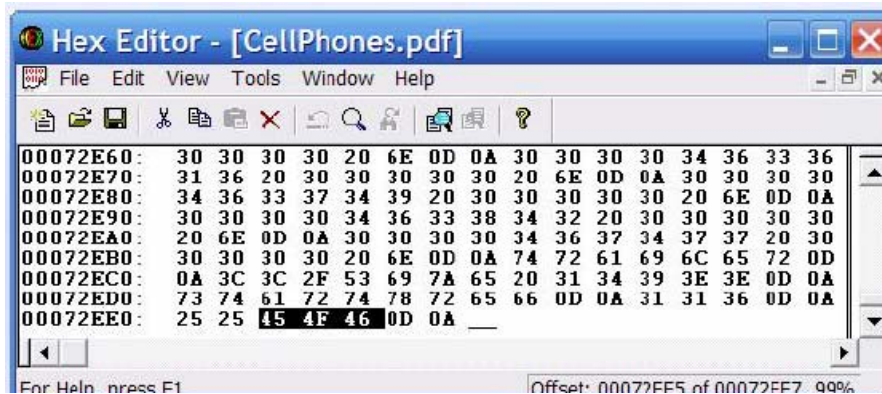 Hex Editor - [CellPhones.pdf]
File Edit View Tools Window Help
00072E60: 30 30 30 30 20 6E 0D 0A 30 30 30 30 34 36 33 36
00072E70: 31 36 20 30 30 30 30 30 20 6E 0D 0A 30 30 30 30
00072E80: 34 36 33 37 34 39 20 30 30 30 30 30 20 6E 0D 0A
00072E90: 30 30 30 30 34 36 33 38 34 32 20 30 30 30 30 30
00072EA0: 20 6E 0D 0A 30 30 30 30 34 36 37 34 37 37 20 30
00072EB0: 30 30 30 30 20 6E 0D 0A 74 72 61 69 6C 65 72 0D
00072EC0: 0A 3C 3C 2F 53 69 7A 65 20 31 34 39 3E 3E 0D 0A
00072ED0: 73 74 61 72 74 78 72 65 66 0D 0A 31 31 36 0D 0A
00072EE0: 25 25 45 4F 46 0D 0A
For Help, press F1
Offset: 00072EE5 of 00072EE7 99%